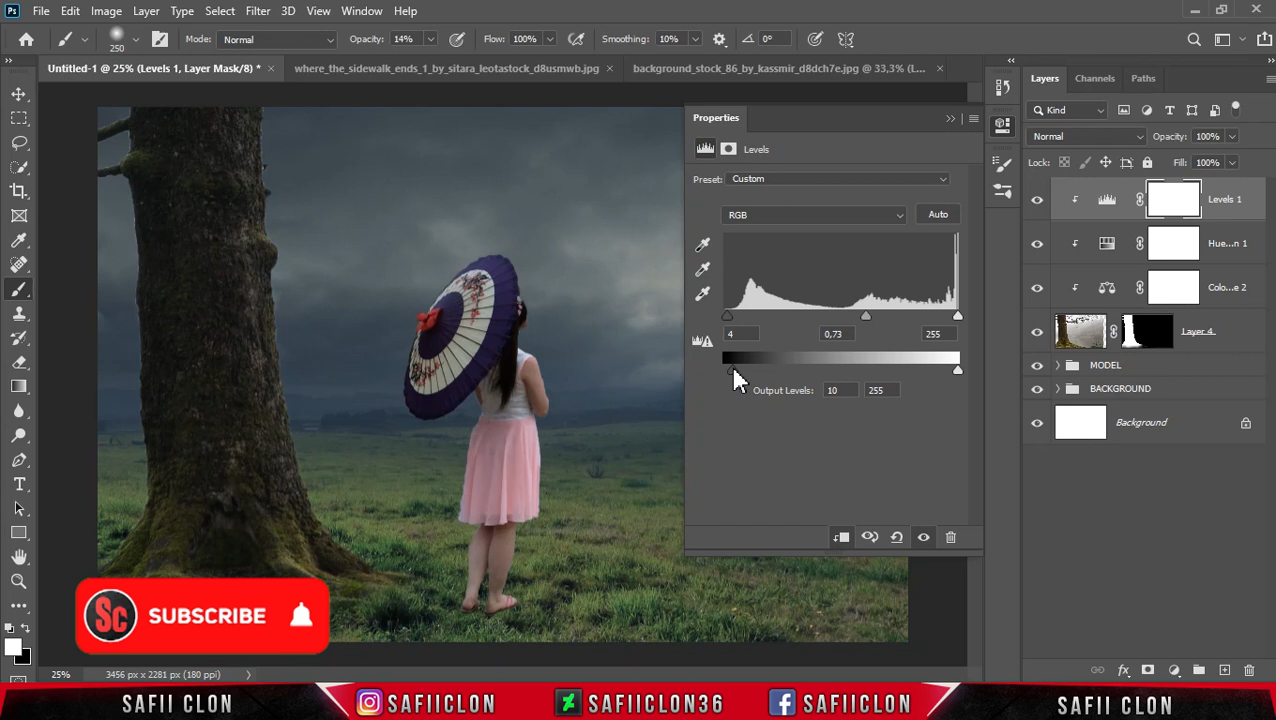 Ps File Edit Image Layer Type Select Filter 3D View Window Help
250 Mode: Normal Opacity: 14% Flow: 100% Smoothing: 10% 0°
Untitled-1 @ 25% (Levels 1, Layer Mask/8) * × where_the_sidewalk_ends_1_by_sitara_leotastock_d8usmwb.jpg × background_stock_86_by_kassmir_d8dch7e.jpg @ 33,3% (L... ×
Properties
Levels
Preset: Custom
RGB Auto
4 0,73 255
Output Levels: 10 255
Layers Channels Paths
Kind
Normal Opacity: 100%
Lock: Fill: 100%
Levels 1
Hue...n 1
Colo...e 2
Layer 4
MODEL
BACKGROUND
Background
fx
Sc SUBSCRIBE
25% 3456 px x 2281 px (180 ppi)
SAFII CLON SAFIICLON SAFIICLON36 SAFIICLON SAFII CLON